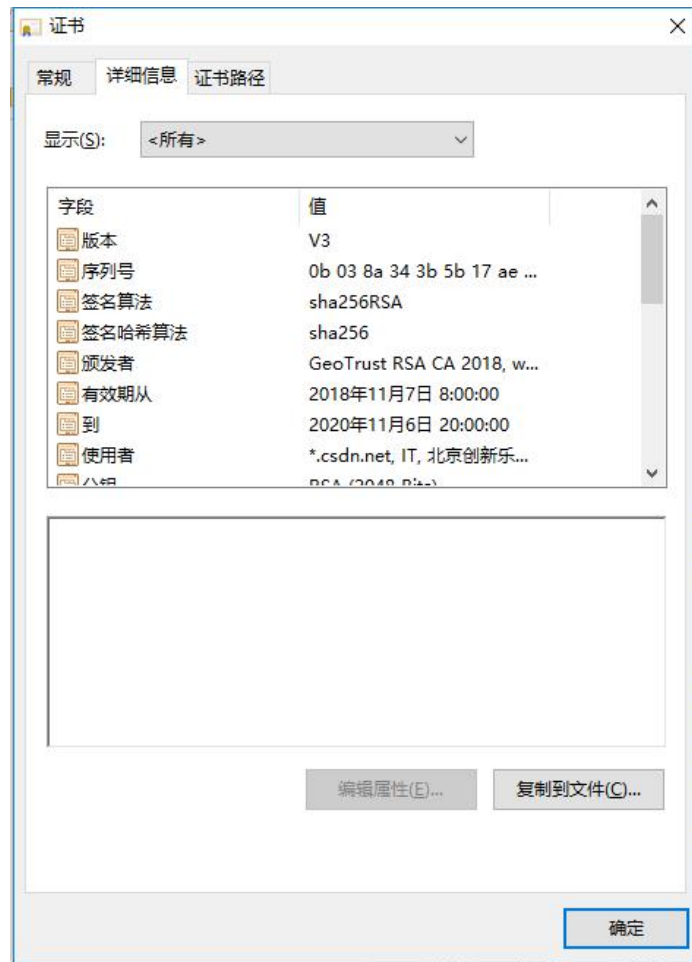 证书
常规 详细信息 证书路径
显示(S): <所有>
字段 值
版本 V3
序列号 0b 03 8a 34 3b 5b 17 ae ...
签名算法 sha256RSA
签名哈希算法 sha256
颁发者 GeoTrust RSA CA 2018, w...
有效期从 2018年11月7日 8:00:00
到 2020年11月6日 20:00:00
使用者 *.csdn.net, IT, 北京创新乐...
RSA (2048 Bits)
编辑属性(E)... 复制到文件(C)...
确定